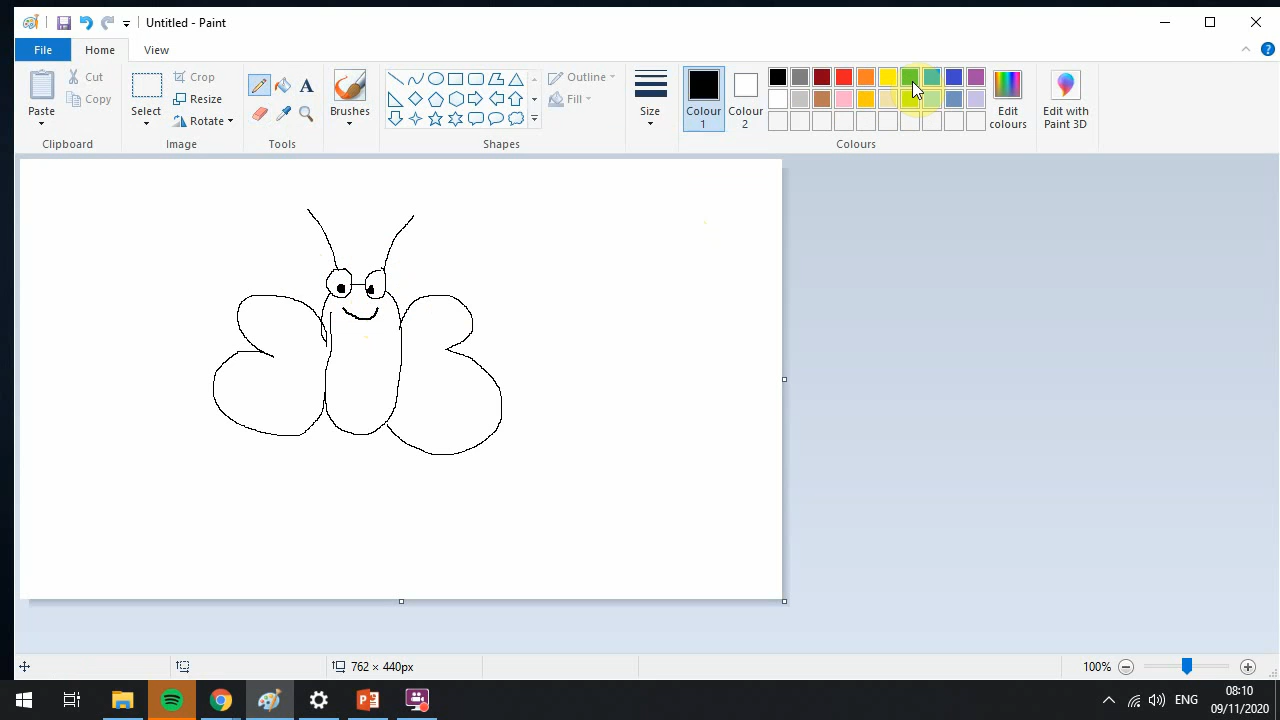 Untitled - Paint
File Home View
Paste
Cut
Copy
Clipboard
Select
Crop
Resize
Rotate
Image
A
Tools
Brushes
Outline
Fill
Shapes
Size
Colour 1
Colour 2
Edit colours
Colours
Edit with Paint 3D
762 × 440px
100%
ENG
08:10
09/11/2020